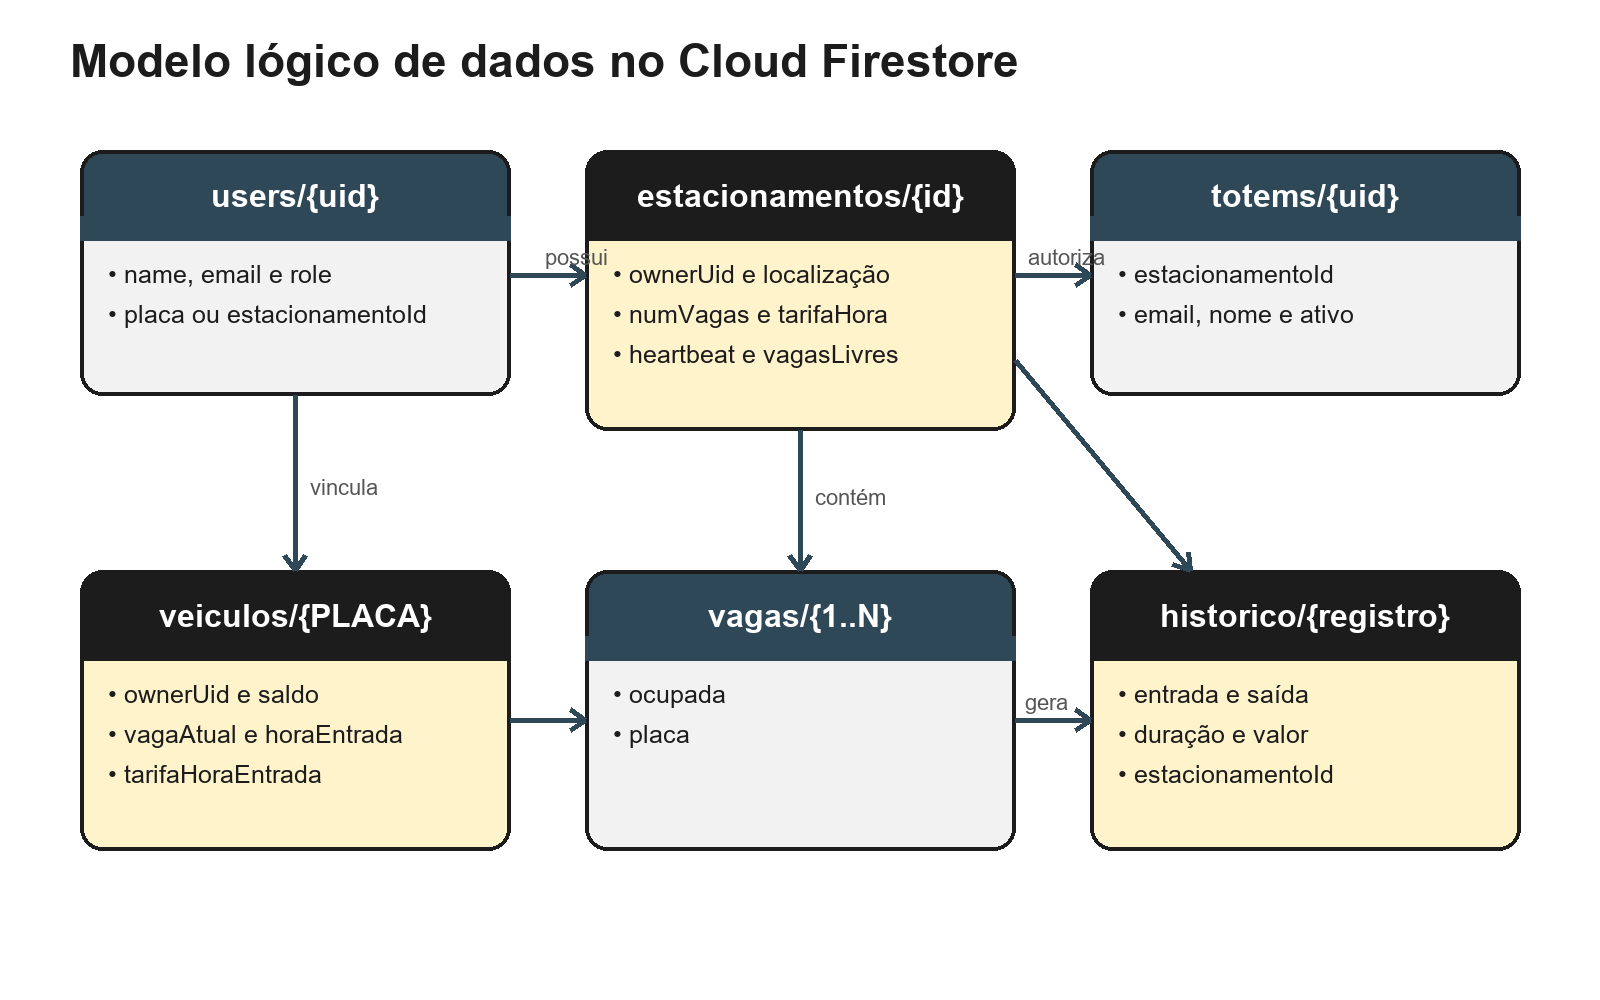 Modelo lógico de dados no Cloud Firestore
users/{uid}
• name, email e role
• placa ou estacionamentoId
possui
estacionamentos/{id}
• ownerUid e localização
• numVagas e tarifaHora
• heartbeat e vagasLivres
autoriza
totems/{uid}
• estacionamentoId
• email, nome e ativo
vincula
contém
veiculos/{PLACA}
• ownerUid e saldo
• vagaAtual e horaEntrada
• tarifaHoraEntrada
vagas/{1..N}
• ocupada
• placa
gera
historico/{registro}
• entrada e saída
• duração e valor
• estacionamentoId